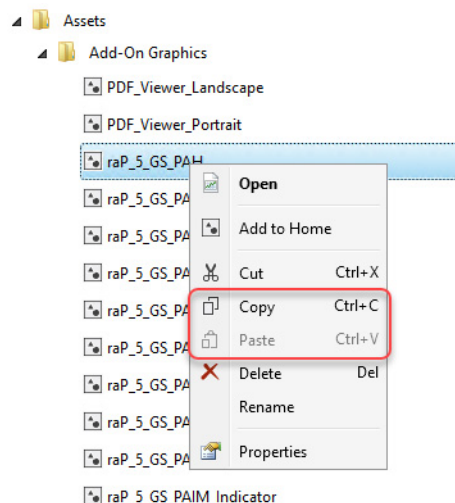 Assets
Add-On Graphics
PDF_Viewer_Landscape
PDF_Viewer_Portrait
raP_5_GS_PAH
Open
raP_5_GS_PA
Add to Home
raP_5_GS_PA
Cut Ctrl+X
raP_5_GS_PA
Copy Ctrl+C
raP_5_GS_PA
Paste Ctrl+V
raP_5_GS_PA
Delete Del
raP_5_GS_PA
Rename
raP_5_GS_PA
Properties
raP_5_GS_PA
raP_5_GS_PAIM_Indicator